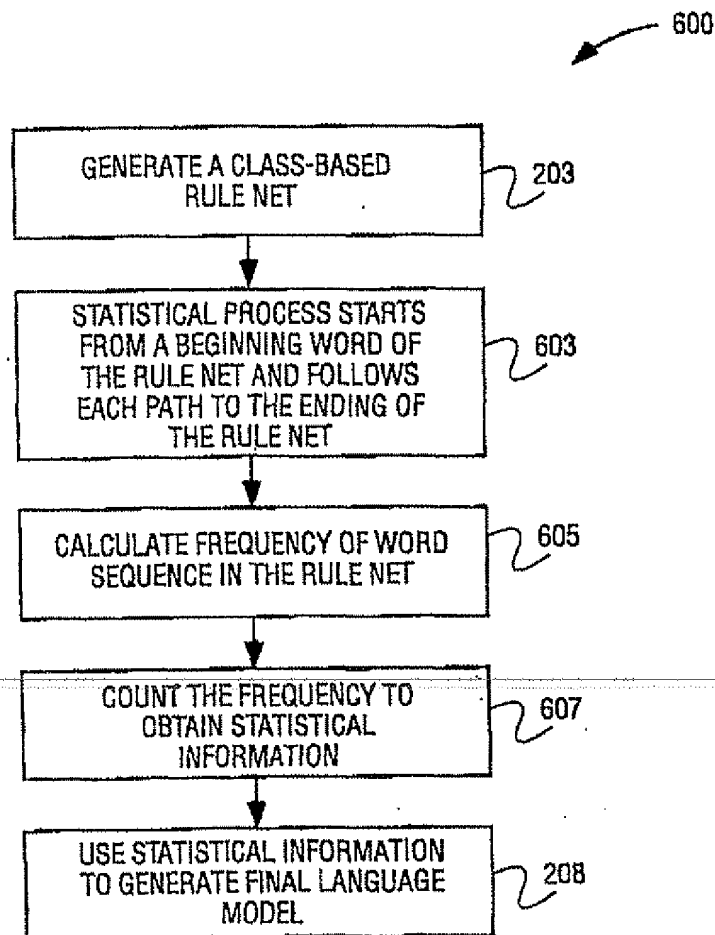 600
GENERATE A CLASS-BASED
RULE NET
203
STATISTICAL PROCESS STARTS
FROM A BEGINNING WORD OF
THE RULE NET AND FOLLOWS
EACH PATH TO THE ENDING OF
THE RULE NET
603
CALCULATE FREQUENCY OF WORD
SEQUENCE IN THE RULE NET
605
COUNT THE FREQUENCY TO
OBTAIN STATISTICAL
INFORMATION
607
USE STATISTICAL INFORMATION
TO GENERATE FINAL LANGUAGE
MODEL
208